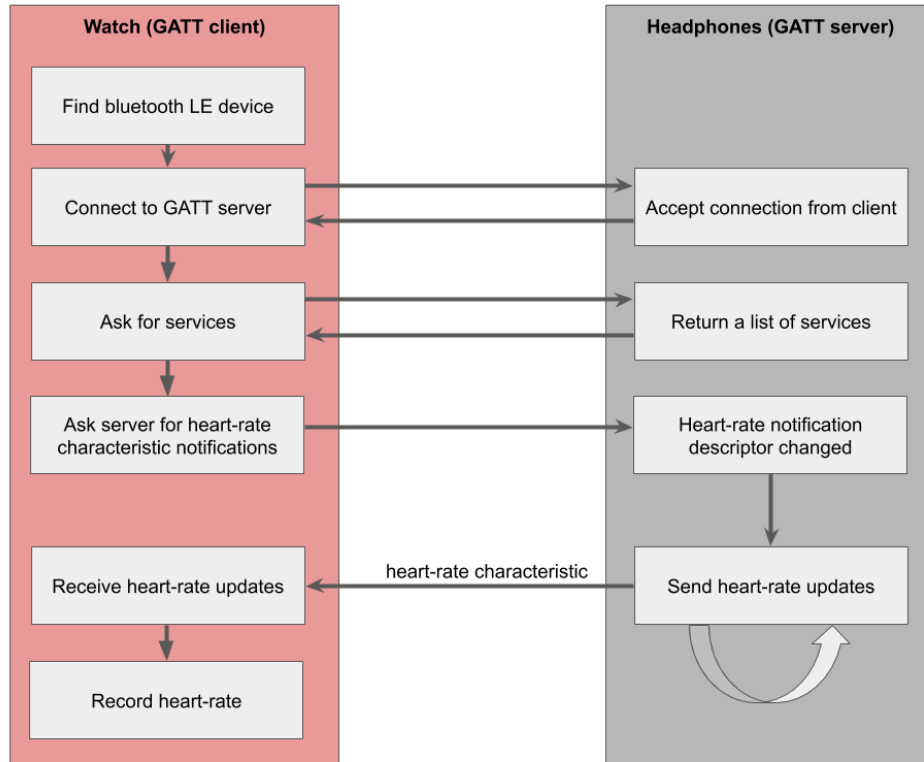 Watch (GATT client)
Headphones (GATT server)
Find bluetooth LE device
Connect to GATT server
Accept connection from client
Ask for services
Return a list of services
Ask server for heart-rate
characteristic notifications
Heart-rate notification
descriptor changed
heart-rate characteristic
Receive heart-rate updates
Send heart-rate updates
Record heart-rate